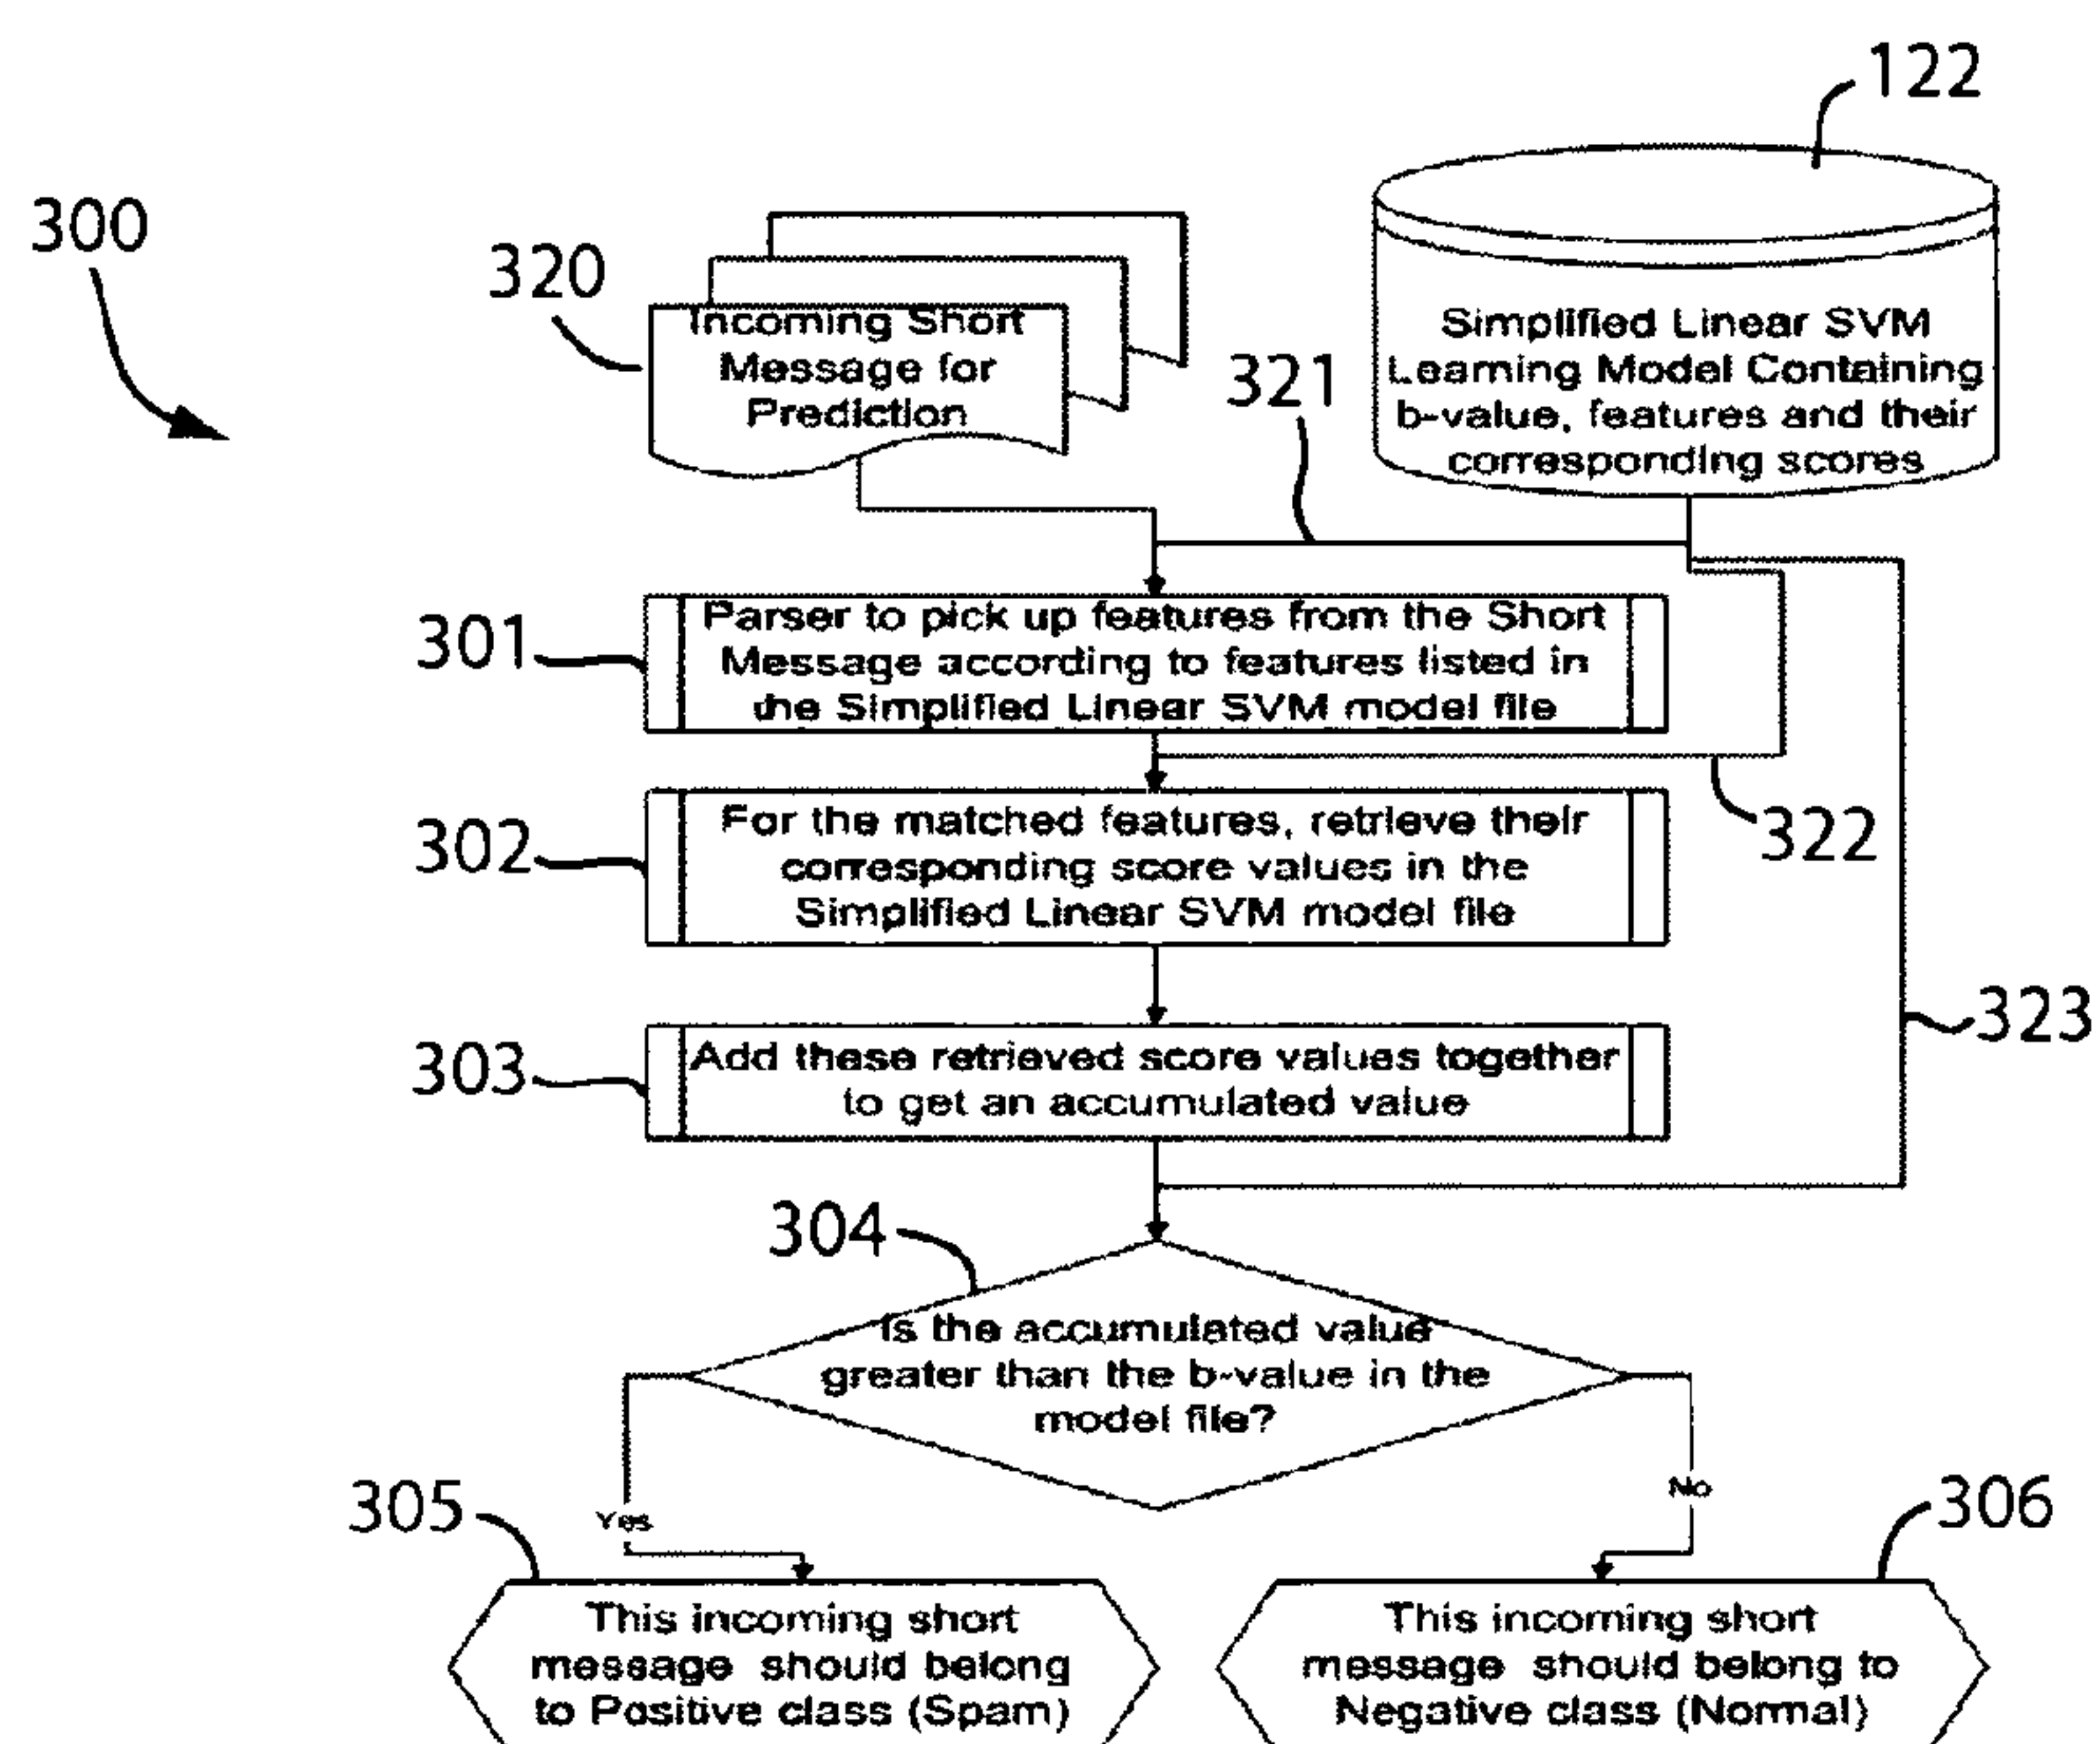 122
300
320
Incoming Short
Message for
Prediction
321
Simplified Linear SVM
Learning Model Containing
b-value, features and their
corresponding scores
301
Parser to pick up features from the Short
Message according to features listed in
the Simplified Linear SVM model file
302
For the matched features, retrieve their
corresponding score values in the
Simplified Linear SVM model file
322
303
Add these retrieved score values together
to get an accumulated value
323
304
Is the accumulated value
greater than the b-value in the
model file?
Yes
No
305
This incoming short
message should belong
to Positive class (Spam)
306
This incoming short
message should belong to
Negative class (Normal)